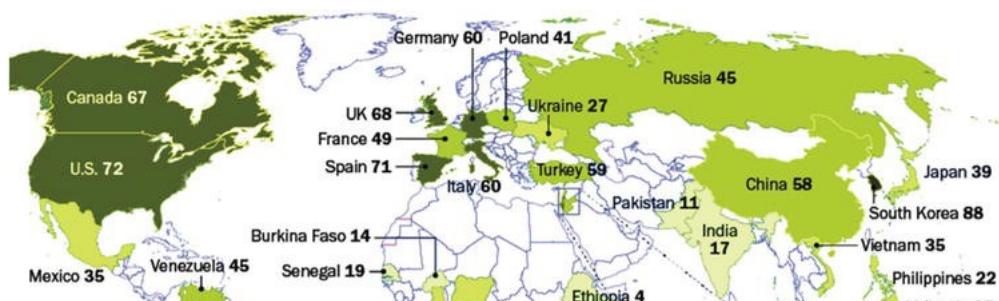 Germany 60
Poland 41
Russia 45
Canada 67
UK 68
Ukraine 27
France 49
U.S. 72
Spain 71
Italy 60
Turkey 59
China 58
Japan 39
Pakistan 11
South Korea 88
India
17
Burkina Faso 14
Vietnam 35
Mexico 35
Venezuela 45
Senegal 19
Philippines 22
Ethiopia 4